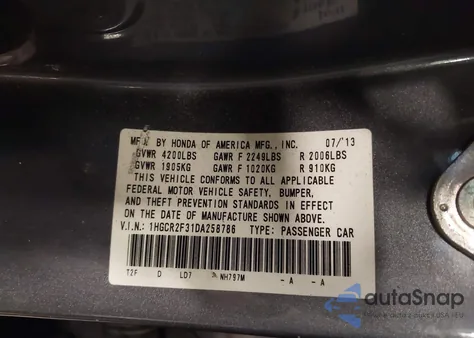 MFD. BY HONDA OF AMERICA MFG., INC. 07/'13
GVWR 4200LBS GAWR F 2249LBS R 2006LBS
GVWR 1905KG GAWR F 1020KG R 910KG
THIS VEHICLE CONFORMS TO ALL APPLICABLE
FEDERAL MOTOR VEHICLE SAFETY, BUMPER,
AND THEFT PREVENTION STANDARDS IN EFFECT
ON THE DATE OF MANUFACTURE SHOWN ABOVE.
V.I.N.: 1HGCR2F31DA258786 TYPE: PASSENGER CAR
T2F D LD7 NH797M -A -A
autoSnap